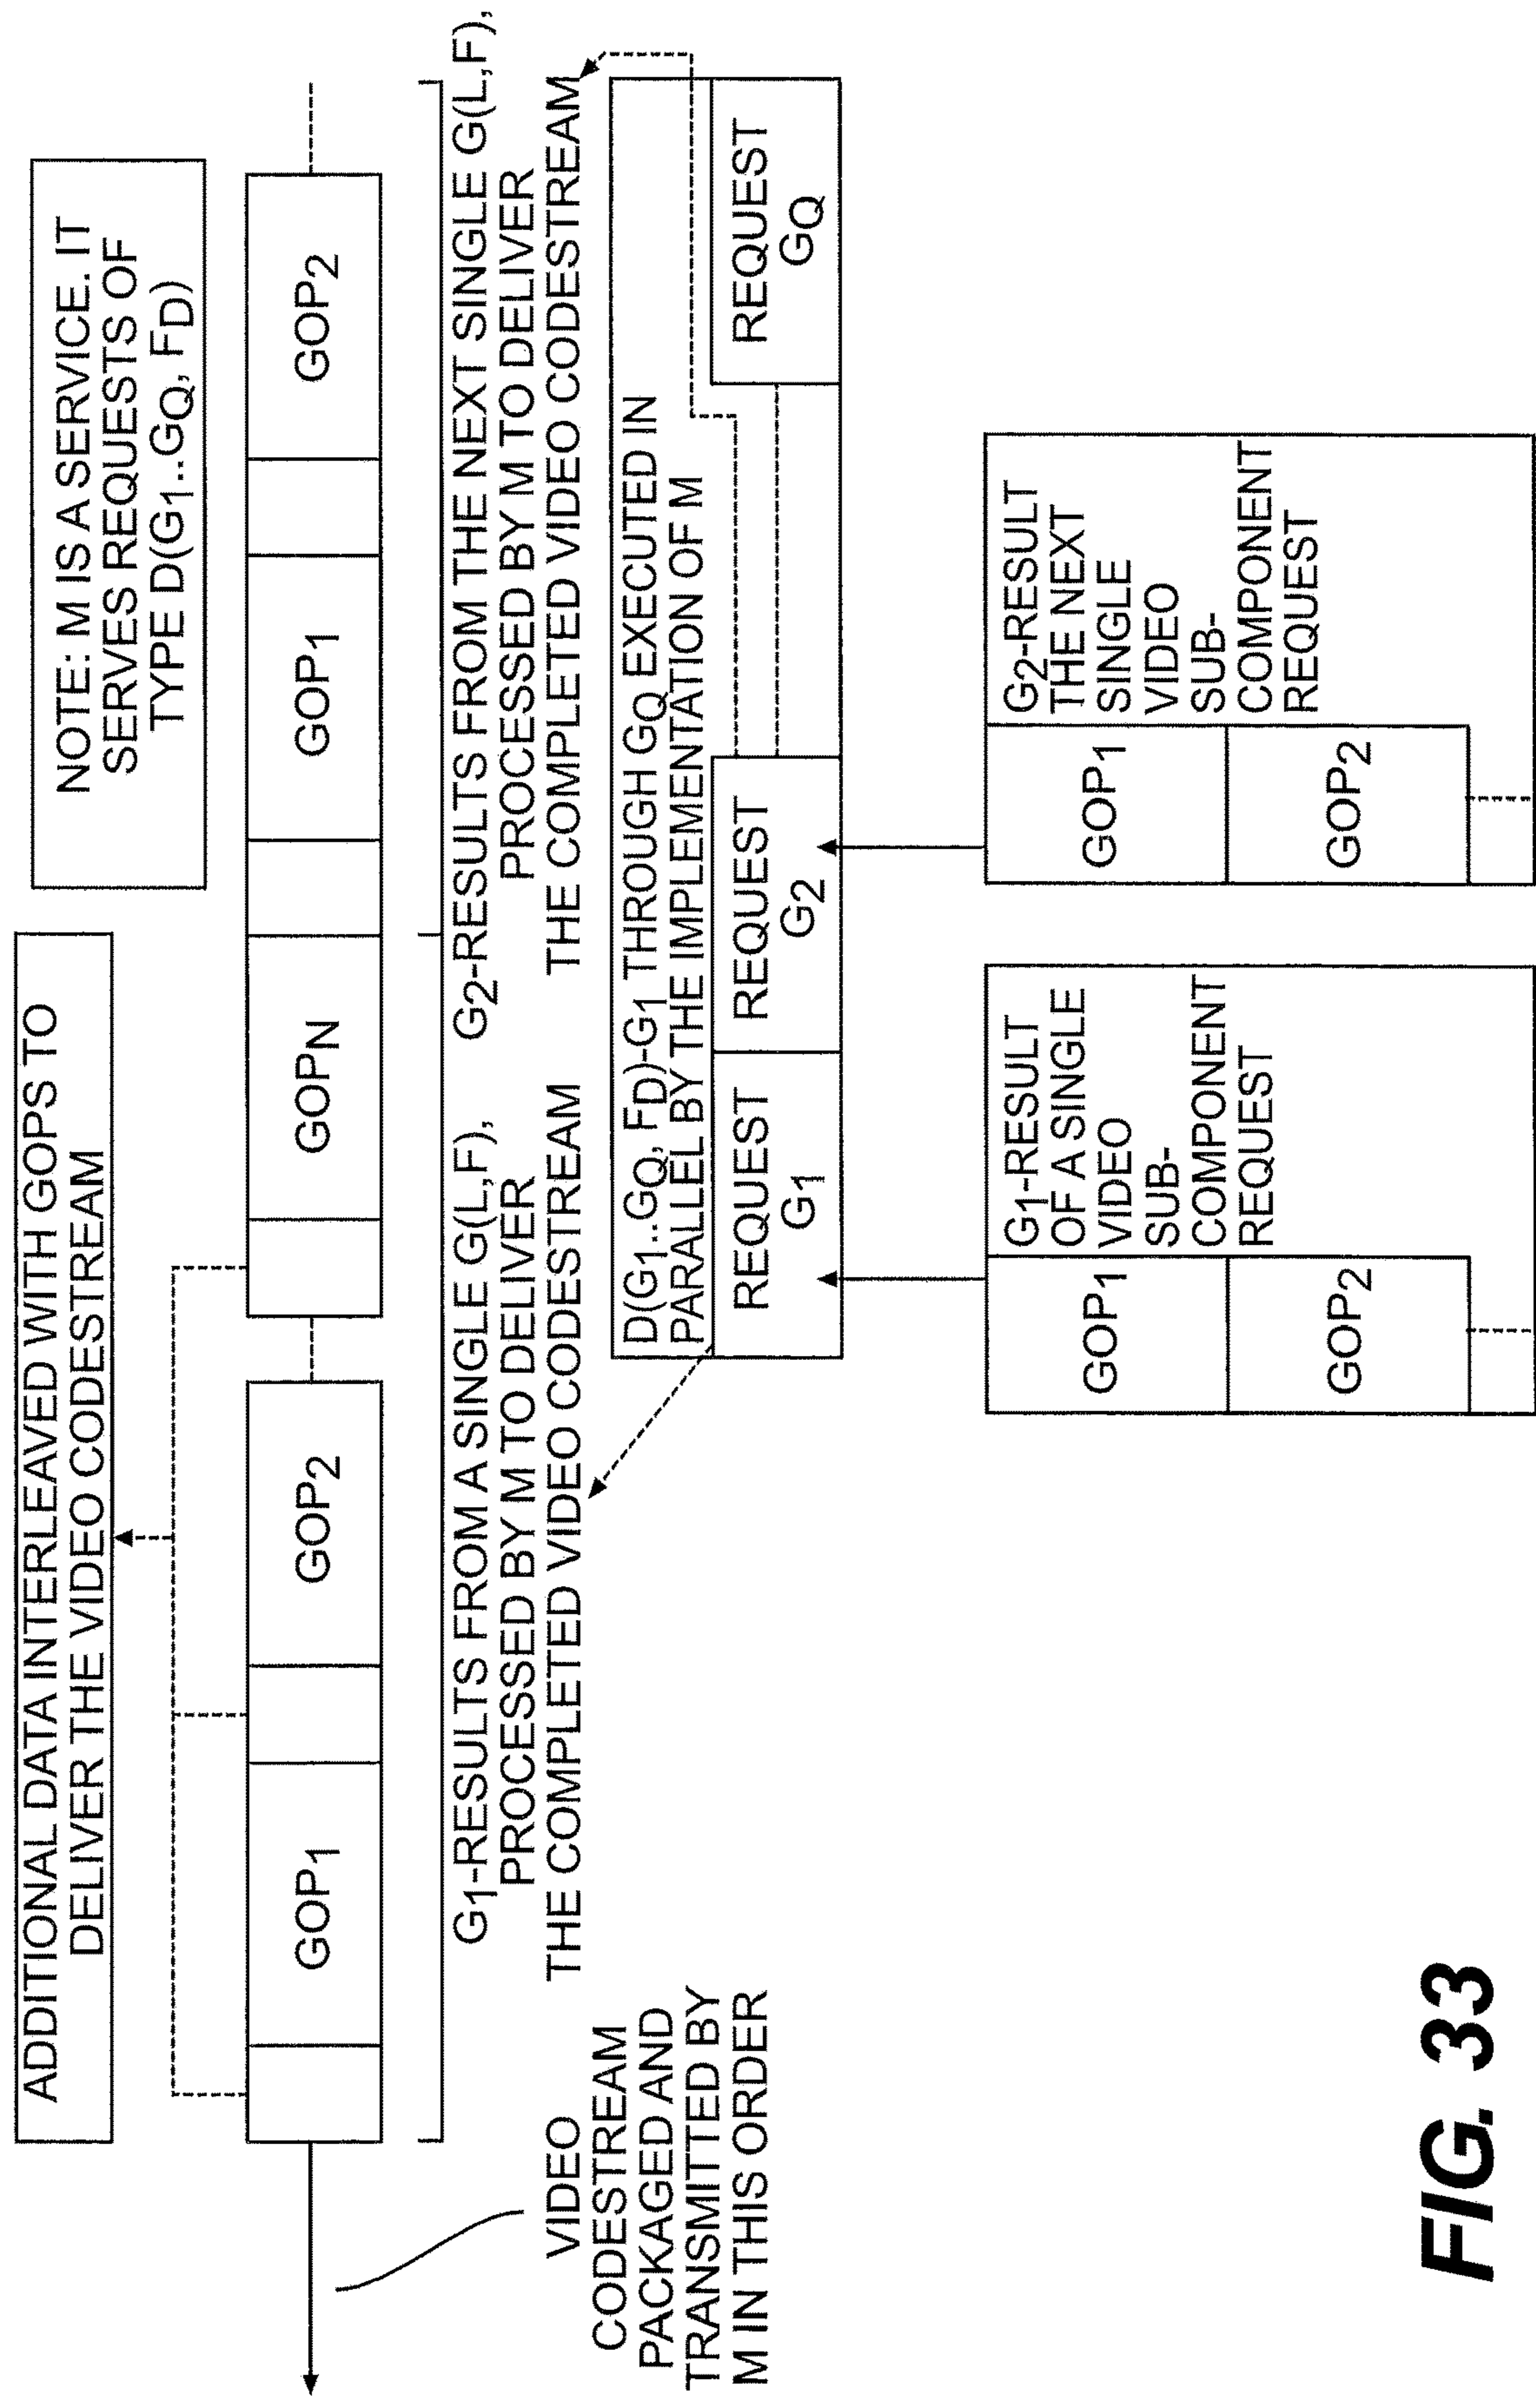 ADDITIONAL DATA INTERLEAVED WITH GOPS TO
DELIVER THE VIDEO CODESTREAM
NOTE: M IS A SERVICE. IT
SERVES REQUESTS OF
TYPE D(G1..GQ, FD)
GOP1
GOP2
GOPN
GOP1
GOP2
G1-RESULTS FROM A SINGLE G(L,F),
PROCESSED BY M TO DELIVER
THE COMPLETED VIDEO CODESTREAM
G2-RESULTS FROM THE NEXT SINGLE G(L,F),
PROCESSED BY M TO DELIVER
THE COMPLETED VIDEO CODESTREAM
VIDEO
CODESTREAM
PACKAGED AND
TRANSMITTED BY
M IN THIS ORDER
D(G1..GQ, FD)-G1 THROUGH GQ EXECUTED IN
PARALLEL BY THE IMPLEMENTATION OF M
REQUEST
G1
REQUEST
G2
REQUEST
GQ
GOP1
GOP2
G1-RESULT
OF A SINGLE
VIDEO
SUB-
COMPONENT
REQUEST
GOP1
GOP2
G2-RESULT
THE NEXT
SINGLE
VIDEO
SUB-
COMPONENT
REQUEST
FIG. 33